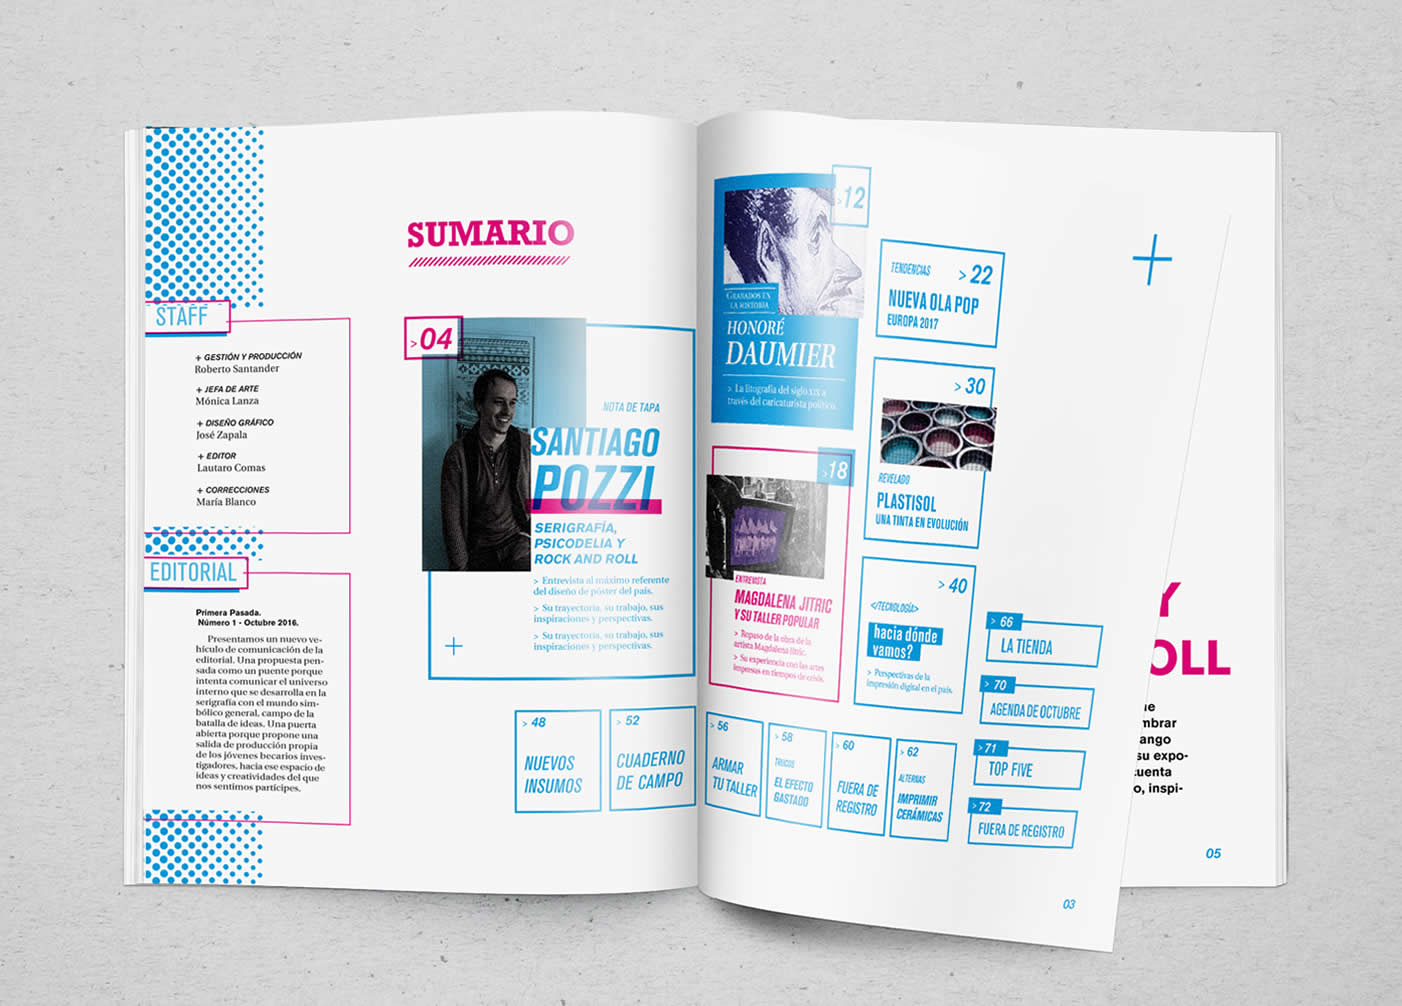 SUMARIO
STAFF
+ GESTIÓN Y PRODUCCIÓN
Roberto Santander
+ JEFA DE ARTE
Mónica Lanza
+ DISEÑO GRÁFICO
José Zapala
+ EDITOR
Lautaro Comas
+ CORRECCIONES
María Blanco
EDITORIAL
Primera Pasada.
Número 1 - Octubre 2016.
Presentamos un nuevo ve-
hículo de comunicación de la
editorial. Una propuesta pen-
sada como un puente porque
intenta comunicar el universo
interno que se desarrolla en la
serigrafía con el mundo sim-
bólico general, campo de la
batalla de ideas. Una puerta
abierta porque propone una
salida de producción propia
de los jóvenes becarios inves-
tigadores, hacia ese espacio de
ideas y creatividades del que
nos sentimos partícipes.
> 04
NOTA DE TAPA
SANTIAGO
POZZI
SERIGRAFÍA,
PSICODELIA Y
ROCK AND ROLL
> Entrevista al máximo referente
del diseño de póster del país.
> Su trayectoria, su trabajo, sus
inspiraciones y perspectivas.
> Su trayectoria, su trabajo, sus
inspiraciones y perspectivas.
> 48
NUEVOS
INSUMOS
> 52
CUADERNO
DE CAMPO
> 12
GRABADOS EN
LA HISTORIA
HONORÉ
DAUMIER
> La litografía del siglo XIX a
través del caricaturista político.
> 18
ENTREVISTA
MAGDALENA JITRIC
Y SU TALLER POPULAR
> Repaso de la obra de la
artista Magdalena Jitric.
> Su experiencia con las artes
impresas en tiempos de crisis.
> 22
TENDENCIAS
NUEVA OLA POP
EUROPA 2017
> 30
REVELADO
PLASTISOL
UNA TINTA EN EVOLUCIÓN
> 40
</TECNOLOGÍA>
hacia dónde
vamos?
> Perspectivas de la
impresión digital en el país.
> 56
ARMAR
TU TALLER
> 58
TRUCOS
EL EFECTO
GASTADO
> 60
FUERA DE
REGISTRO
> 62
ALTERNAS
IMPRIMIR
CERÁMICAS
> 66
LA TIENDA
> 70
AGENDA DE OCTUBRE
> 71
TOP FIVE
> 72
FUERA DE REGISTRO
03
Y
OLL
ne
mbrar
ango
su expo-
cuenta
o, inspi-
05